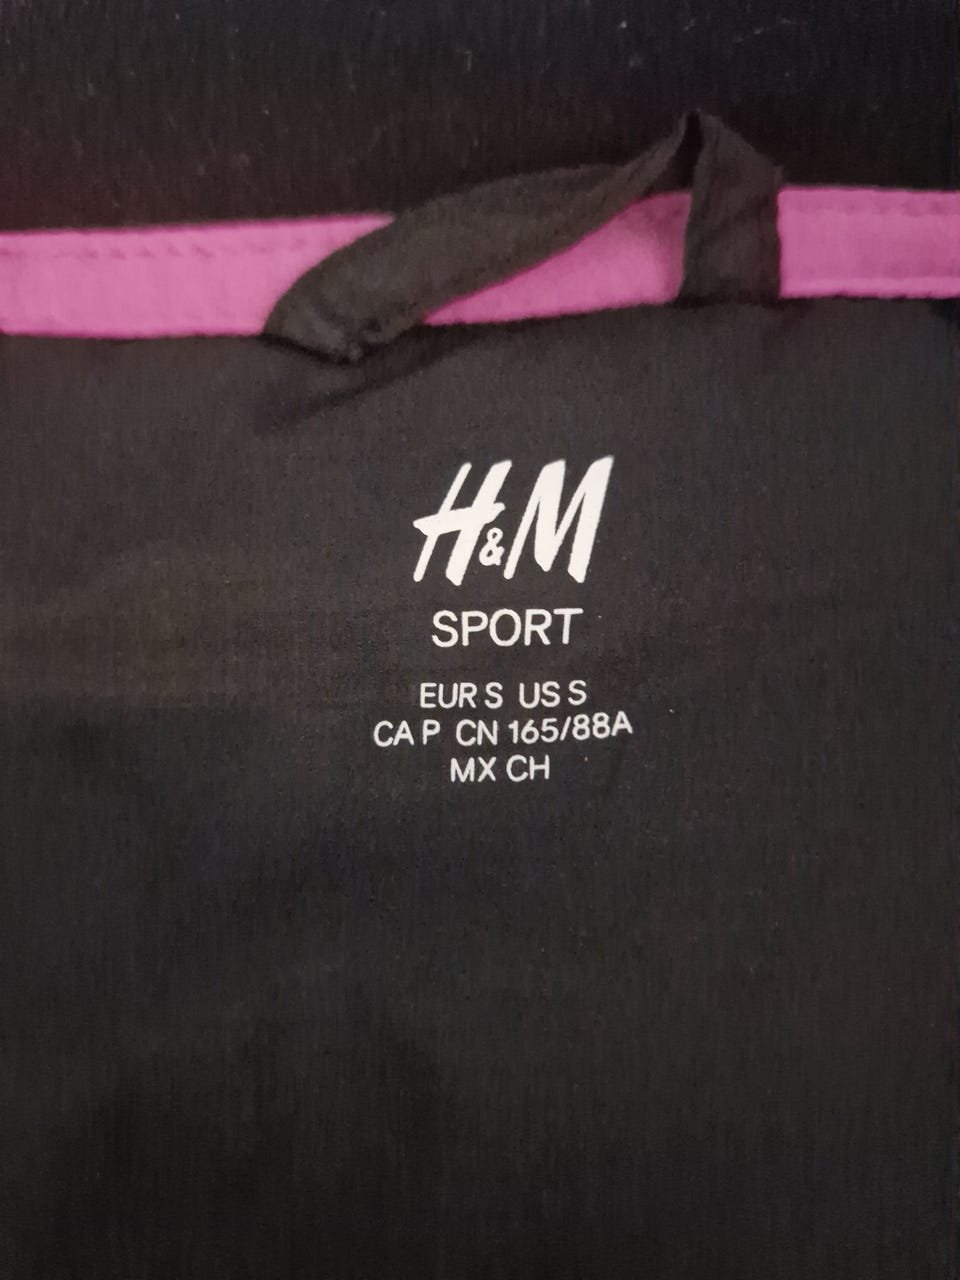 H&M
SPORT
EUR S US S
CA P CN 165/88A
MX CH